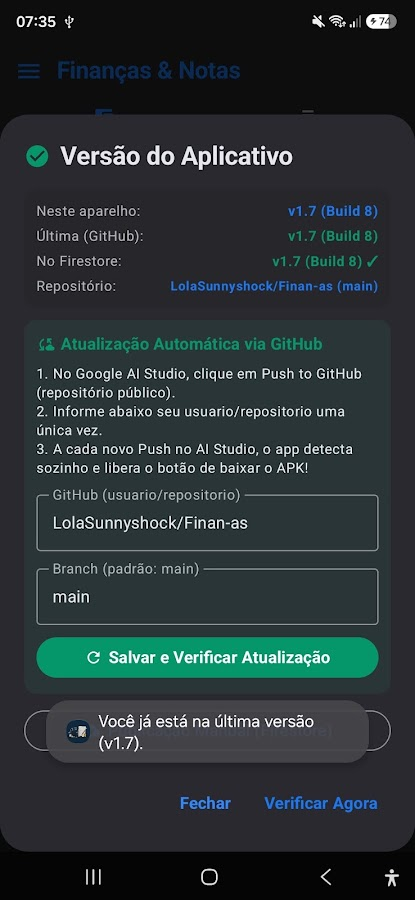 07:35
74
Finanças & Notas
Versão do Aplicativo
Neste aparelho: v1.7 (Build 8)
Última (GitHub): v1.7 (Build 8)
No Firestore: v1.7 (Build 8) ✓
Repositório: LolaSunnyshock/Finan-as (main)
Atualização Automática via GitHub
1. No Google AI Studio, clique em Push to GitHub
(repositório público).
2. Informe abaixo seu usuario/repositorio uma
única vez.
3. A cada novo Push no AI Studio, o app detecta
sozinho e libera o botão de baixar o APK!
GitHub (usuario/repositorio)
LolaSunnyshock/Finan-as
Branch (padrão: main)
main
Salvar e Verificar Atualização
Você já está na última versão
(v1.7).
Manual (Firestore)
Fechar Verificar Agora